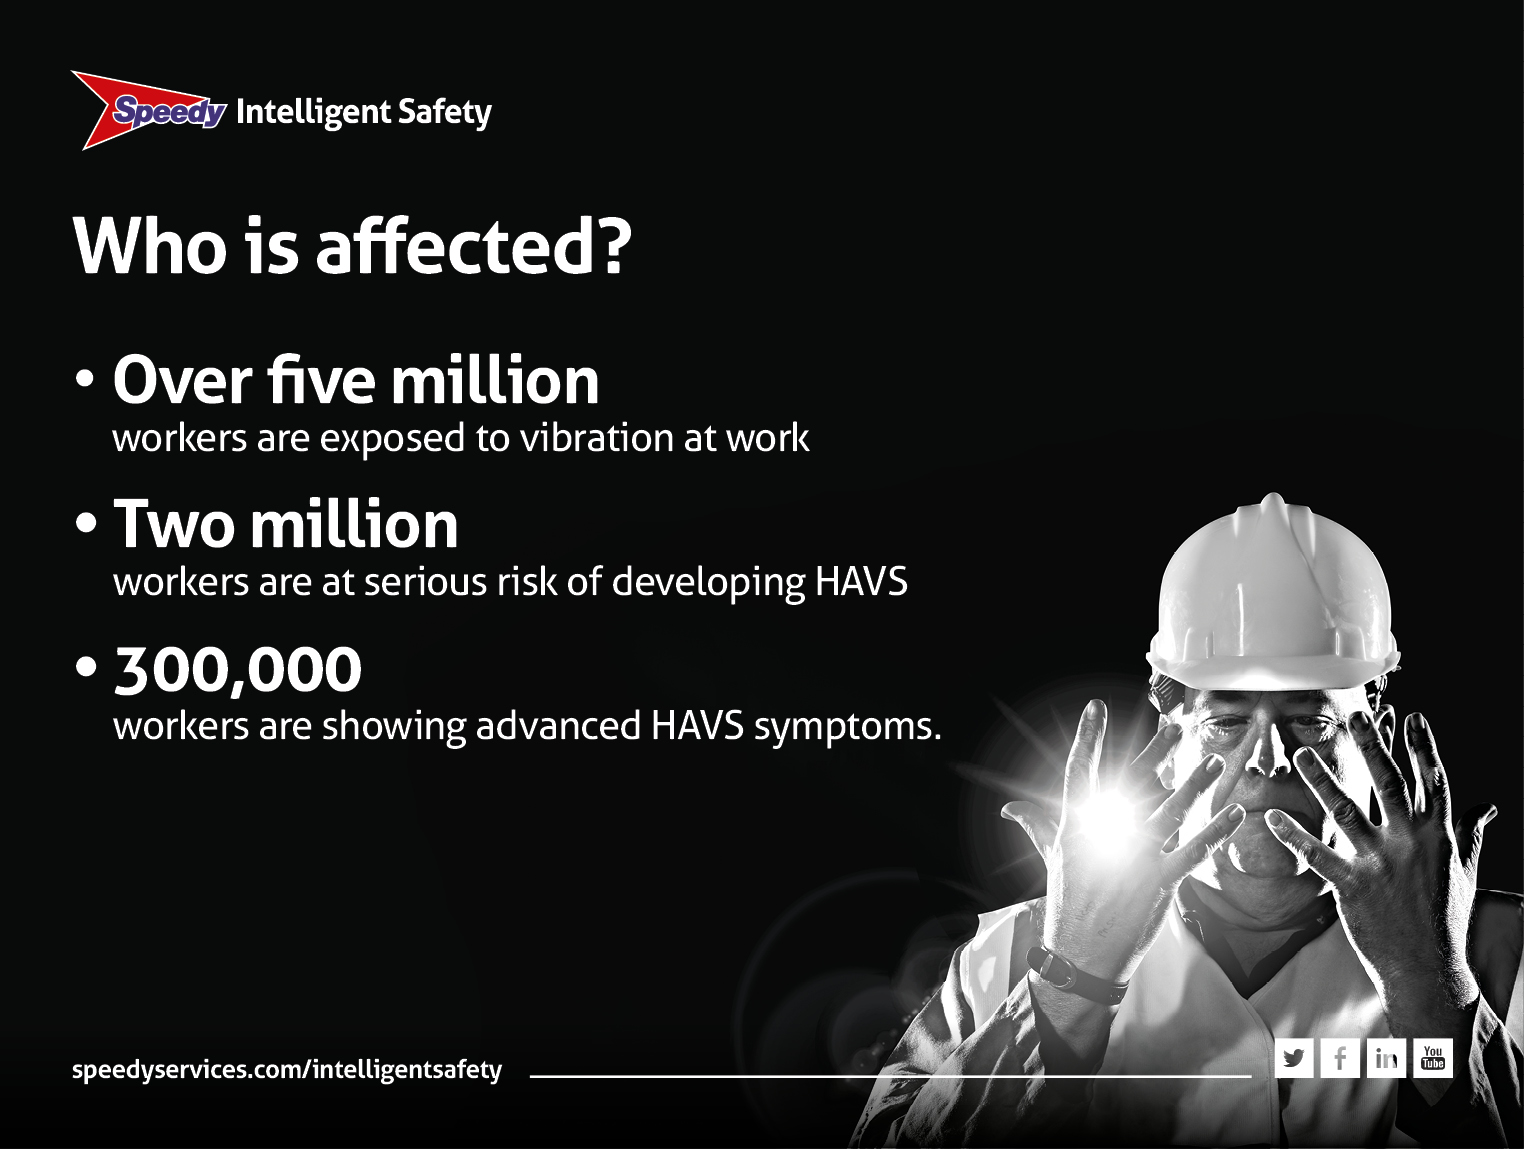 Speedy Intelligent Safety
Who is affected?
• Over five million
workers are exposed to vibration at work
• Two million
workers are at serious risk of developing HAVS
• 300,000
workers are showing advanced HAVS symptoms.
speedyservices.com/intelligentsafety
f
in
You
Tube